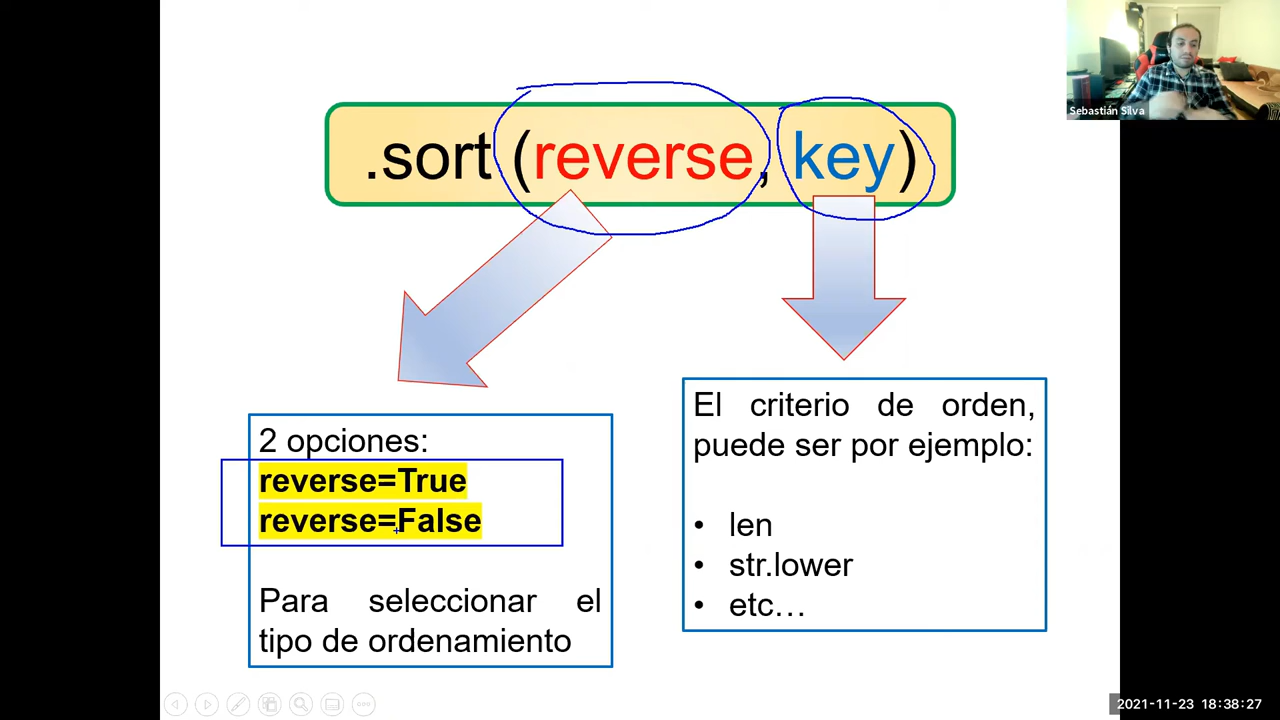 Sebastián Silva
.sort (reverse, key)
2 opciones:
reverse=True
reverse=False
Para seleccionar el
tipo de ordenamiento
El criterio de orden,
puede ser por ejemplo:
• len
• str.lower
• etc…
2021-11-23 18:38:27